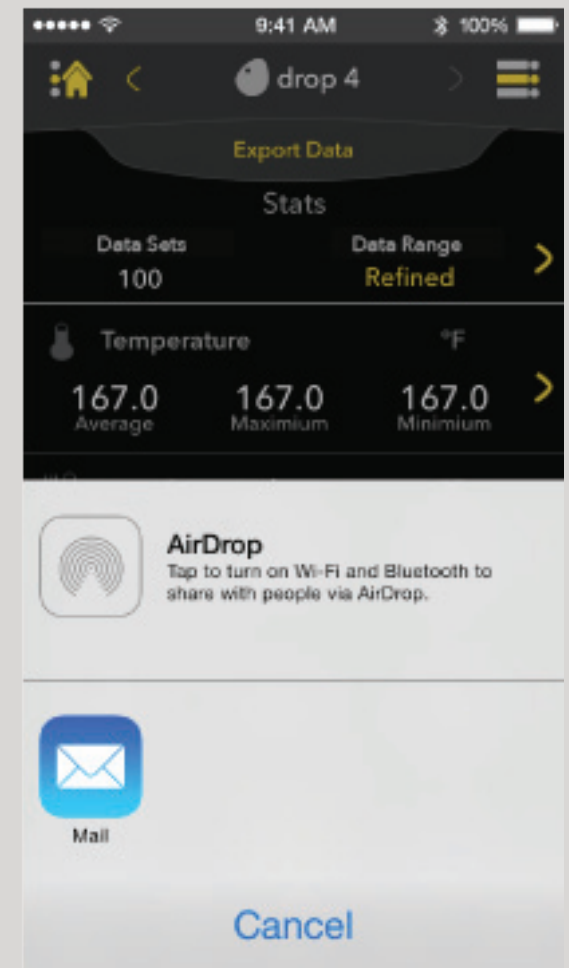 9:41 AM 100%
drop 4
Export Data
Stats
Data Sets Data Range
100 Refined
Temperature °F
167.0 167.0 167.0
Average Maximium Minimium
AirDrop
Tap to turn on Wi-Fi and Bluetooth to
share with people via AirDrop.
Mail
Cancel